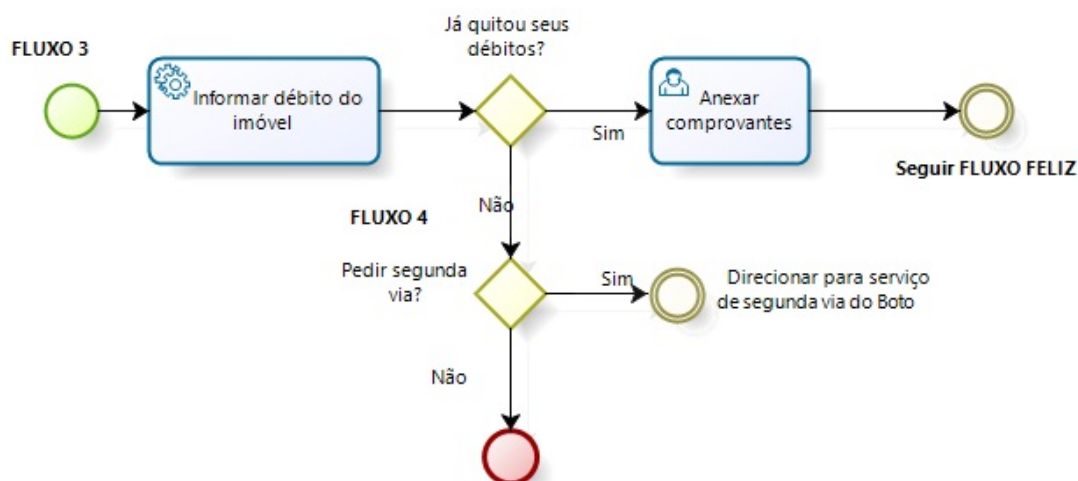 Já quitou seus
débitos?
FLUXO 3
Informar débito do
imóvel
Sim
Anexar
comprovantes
Seguir FLUXO FELIZ
Não
FLUXO 4
Pedir segunda
via?
Sim
Direcionar para serviço
de segunda via do Boto
Não